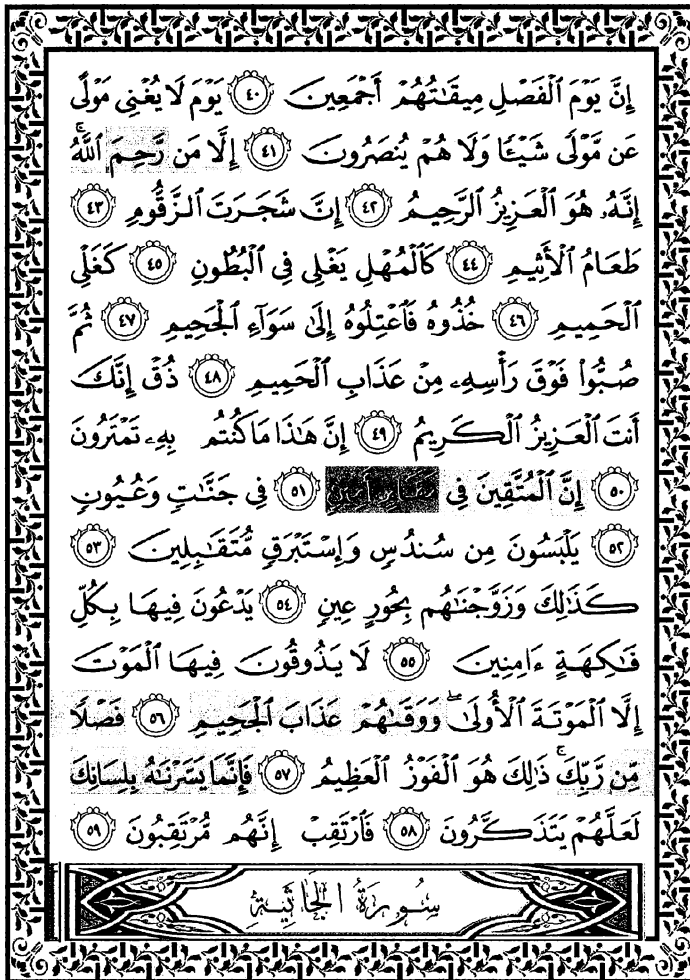 إِنَّ يَوْمَ ٱلْفَصْلِ مِيقَٰتُهُمْ أَجْمَعِينَ ٤٠ يَوْمَ لَا يُغْنِى مَوْلًى
عَن مَّوْلًى شَيْـًٔا وَلَا هُمْ يُنصَرُونَ ٤١ إِلَّا مَن رَّحِمَ ٱللَّهُ ۚ
إِنَّهُۥ هُوَ ٱلْعَزِيزُ ٱلرَّحِيمُ ٤٢ إِنَّ شَجَرَتَ ٱلزَّقُّومِ ٤٣
طَعَامُ ٱلْأَثِيمِ ٤٤ كَٱلْمُهْلِ يَغْلِى فِى ٱلْبُطُونِ ٤٥ كَغَلْىِ
ٱلْحَمِيمِ ٤٦ خُذُوهُ فَٱعْتِلُوهُ إِلَىٰ سَوَآءِ ٱلْجَحِيمِ ٤٧ ثُمَّ
صُبُّوا۟ فَوْقَ رَأْسِهِۦ مِنْ عَذَابِ ٱلْحَمِيمِ ٤٨ ذُقْ إِنَّكَ
أَنتَ ٱلْعَزِيزُ ٱلْكَرِيمُ ٤٩ إِنَّ هَٰذَا مَا كُنتُم بِهِۦ تَمْتَرُونَ
٥٠ إِنَّ ٱلْمُتَّقِينَ فِى مَقَامٍ أَمِينٍ ٥١ فِى جَنَّٰتٍ وَعُيُونٍ
٥٢ يَلْبَسُونَ مِن سُندُسٍ وَإِسْتَبْرَقٍ مُّتَقَٰبِلِينَ ٥٣
كَذَٰلِكَ وَزَوَّجْنَٰهُم بِحُورٍ عِينٍ ٥٤ يَدْعُونَ فِيهَا بِكُلِّ
فَٰكِهَةٍ ءَامِنِينَ ٥٥ لَا يَذُوقُونَ فِيهَا ٱلْمَوْتَ
إِلَّا ٱلْمَوْتَةَ ٱلْأُولَىٰ ۖ وَوَقَىٰهُمْ عَذَابَ ٱلْجَحِيمِ ٥٦ فَضْلًا
مِّن رَّبِّكَ ۚ ذَٰلِكَ هُوَ ٱلْفَوْزُ ٱلْعَظِيمُ ٥٧ فَإِنَّمَا يَسَّرْنَٰهُ بِلِسَانِكَ
لَعَلَّهُمْ يَتَذَكَّرُونَ ٥٨ فَٱرْتَقِبْ إِنَّهُم مُّرْتَقِبُونَ ٥٩
سُورَةُ الجَاثِيَةِ